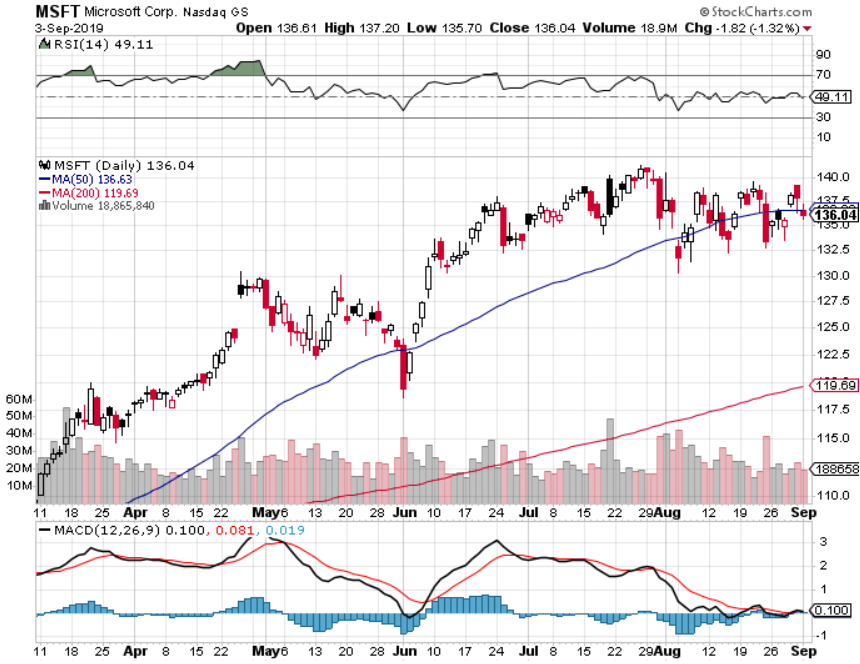 MSFT Microsoft Corp. Nasdaq GS © StockCharts.com
3-Sep-2019 Open 136.61 High 137.20 Low 135.70 Close 136.04 Volume 18.9M Chg -1.82 (-1.32%)
RSI(14) 49.11
90
70
49.11
30
10
MSFT (Daily) 136.04
MA(50) 136.63
MA(200) 119.69
Volume 18,865,840
140.0
137.5
136.04
135.0
132.5
130.0
127.5
125.0
122.5
119.69
117.5
115.0
188658
110.0
60M
50M
40M
30M
20M
10M
11 18 25 Apr 8 15 22 May 6 13 20 28 Jun 10 17 24 Jul 8 15 22 29 Aug 12 19 26 Sep
MACD(12,26,9) 0.100, 0.081, 0.019
3
2
1
0.100
-1
11 18 25 Apr 8 15 22 May 6 13 20 28 Jun 10 17 24 Jul 8 15 22 29 Aug 12 19 26 Sep